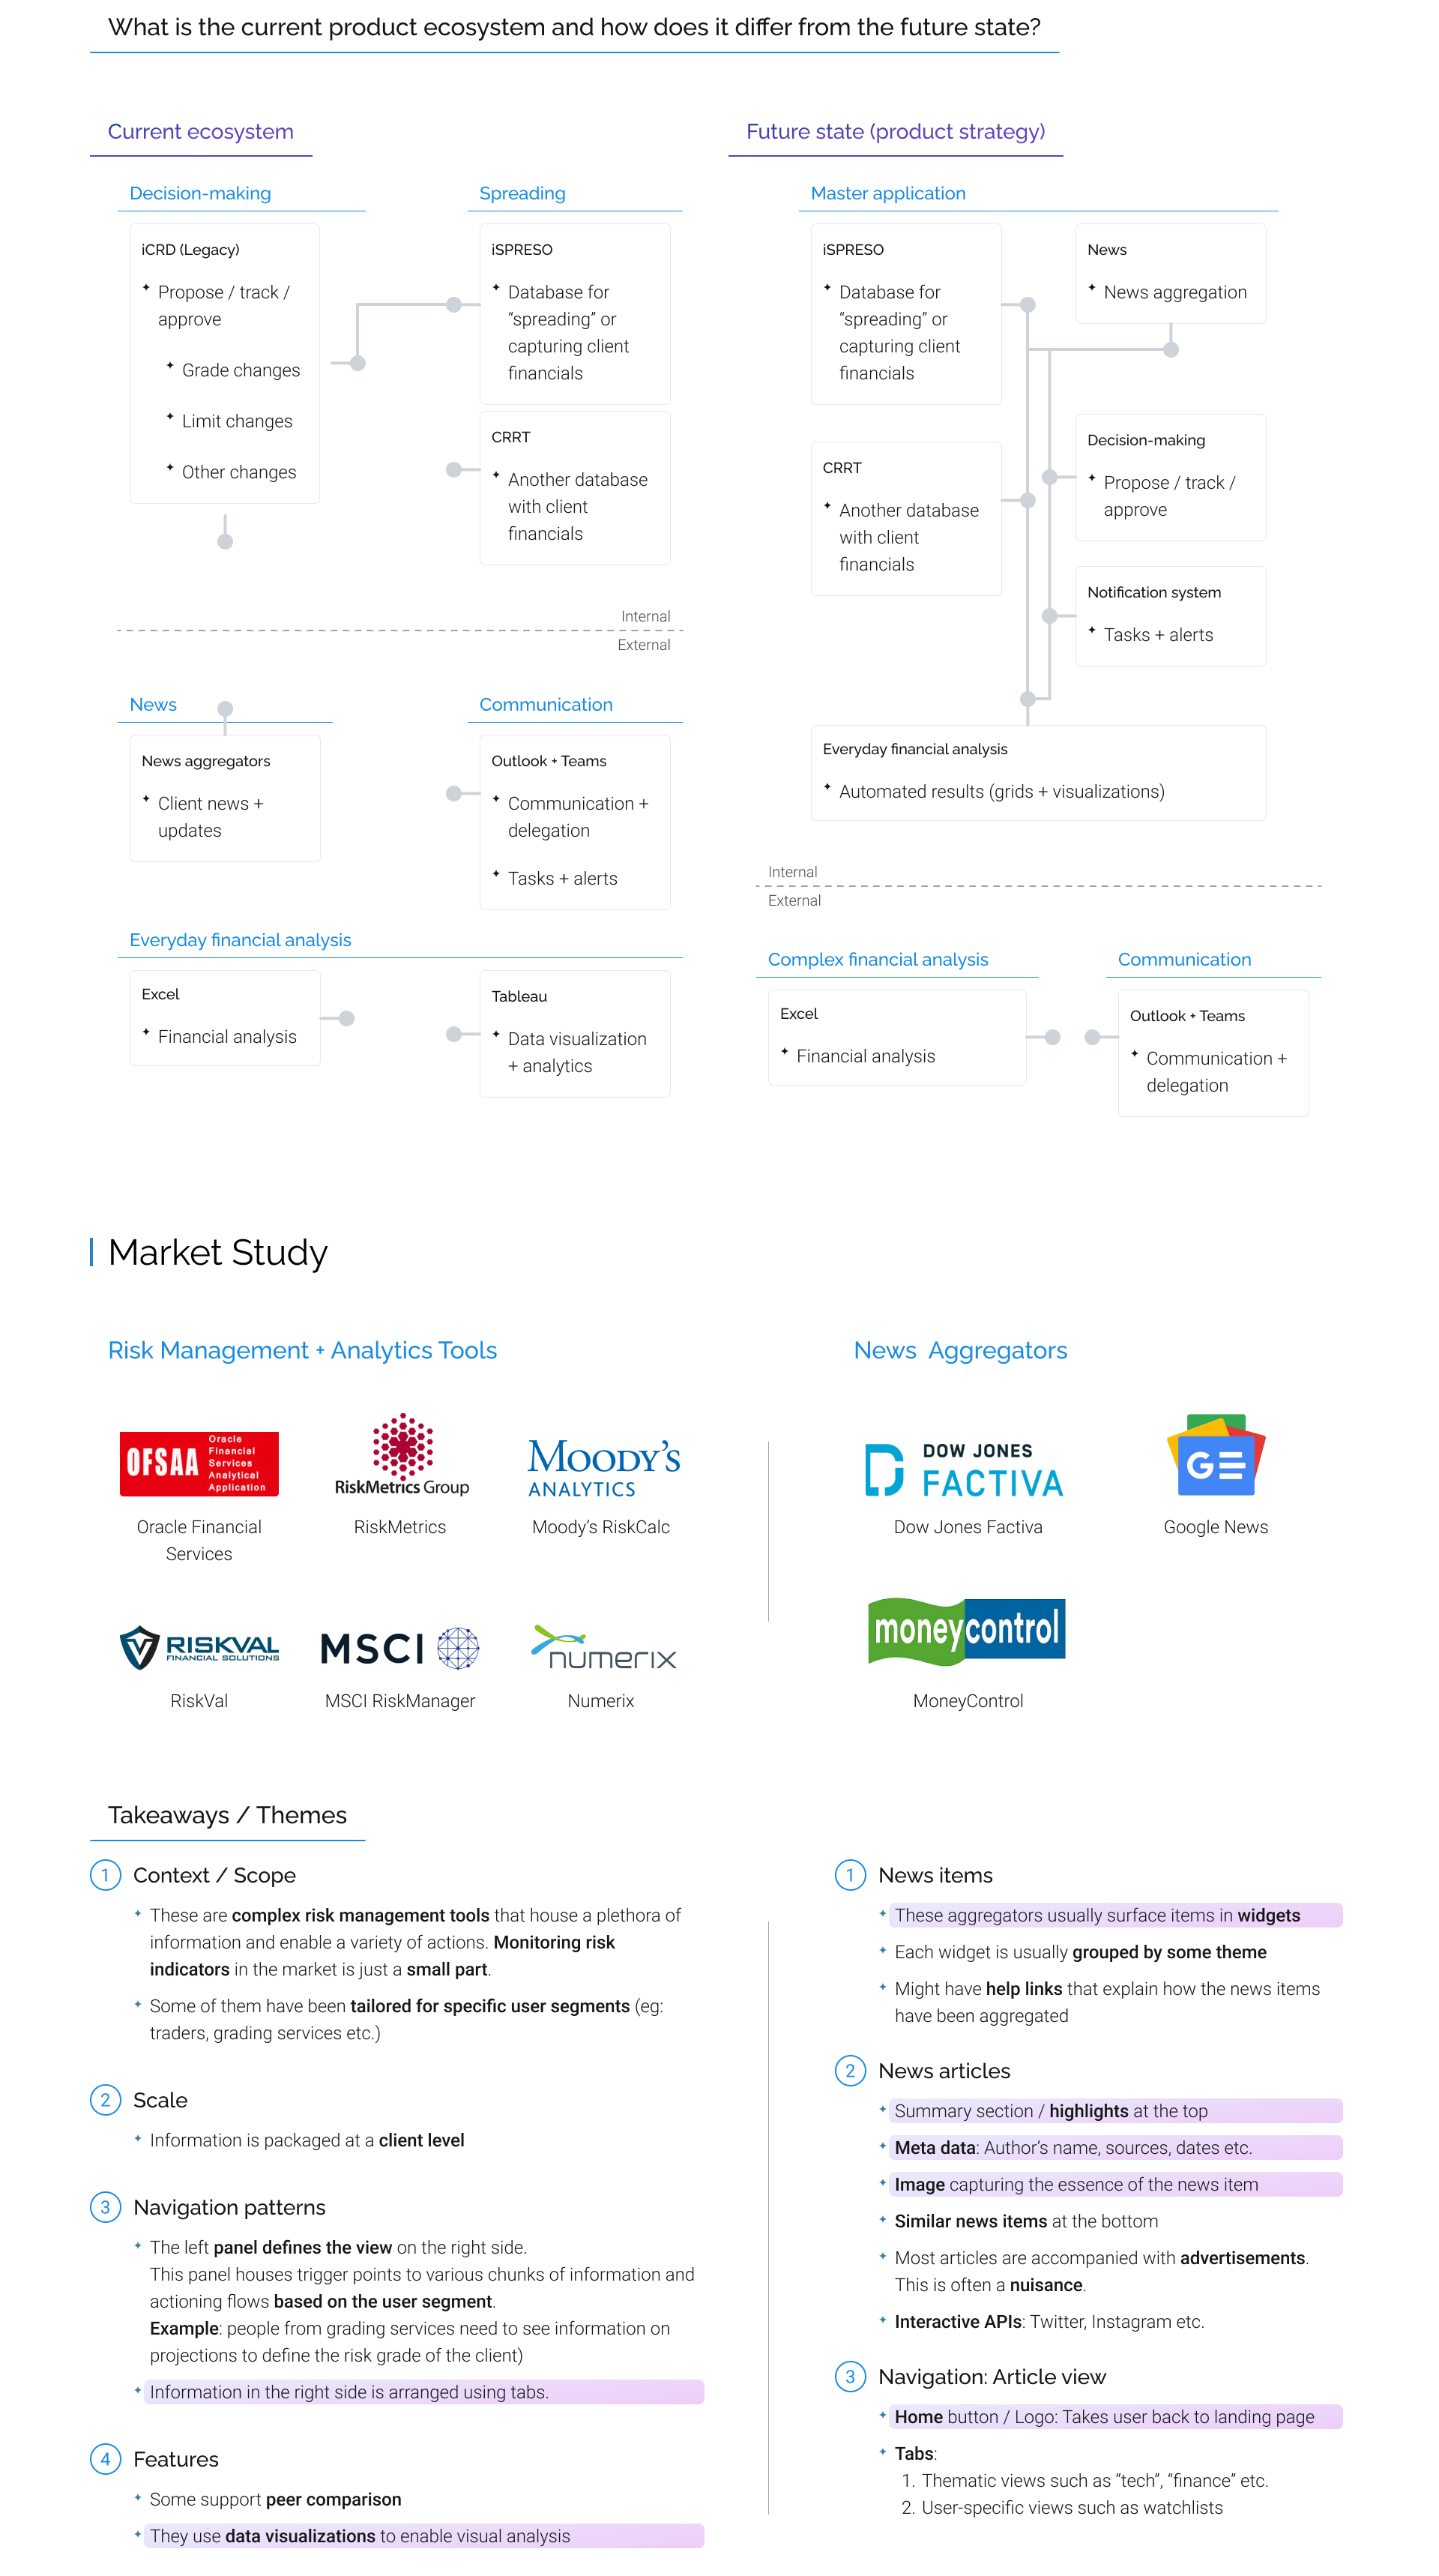 What is the current product ecosystem and how does it differ from the future state?
Current ecosystem
Decision-making
iCRD (Legacy)
Propose / track /
approve
Grade changes
Limit changes
Other changes
Spreading
iSPRESO
Database for
“spreading” or
capturing client
financials
CRRT
Another database
with client
financials
Internal
External
News
News aggregators
Client news +
updates
Communication
Outlook + Teams
Communication +
delegation
Tasks + alerts
Everyday financial analysis
Excel
Financial analysis
Tableau
Data visualization
+ analytics
Future state (product strategy)
Master application
iSPRESO
Database for
“spreading” or
capturing client
financials
News
News aggregation
CRRT
Another database
with client
financials
Decision-making
Propose / track /
approve
Notification system
Tasks + alerts
Everyday financial analysis
Automated results (grids + visualizations)
Internal
External
Complex financial analysis
Excel
Financial analysis
Communication
Outlook + Teams
Communication +
delegation
Market Study
Risk Management + Analytics Tools
OFSAA
Oracle
Financial
Services
Analytical
Application
Oracle Financial
Services
RiskMetrics Group
RiskMetrics
MOODY’S
ANALYTICS
Moody’s RiskCalc
RISKVAL
FINANCIAL SOLUTIONS
RiskVal
MSCI
MSCI RiskManager
numerix
Numerix
News Aggregators
DOW JONES
FACTIVA
Dow Jones Factiva
G
Google News
moneycontrol
MoneyControl
Takeaways / Themes
1 Context / Scope
These are complex risk management tools that house a plethora of
information and enable a variety of actions. Monitoring risk
indicators in the market is just a small part.
Some of them have been tailored for specific user segments (eg:
traders, grading services etc.)
2 Scale
Information is packaged at a client level
3 Navigation patterns
The left panel defines the view on the right side.
This panel houses trigger points to various chunks of information and
actioning flows based on the user segment.
Example: people from grading services need to see information on
projections to define the risk grade of the client)
Information in the right side is arranged using tabs.
4 Features
Some support peer comparison
They use data visualizations to enable visual analysis
1 News items
These aggregators usually surface items in widgets
Each widget is usually grouped by some theme
Might have help links that explain how the news items
have been aggregated
2 News articles
Summary section / highlights at the top
Meta data: Author’s name, sources, dates etc.
Image capturing the essence of the news item
Similar news items at the bottom
Most articles are accompanied with advertisements.
This is often a nuisance.
Interactive APIs: Twitter, Instagram etc.
3 Navigation: Article view
Home button / Logo: Takes user back to landing page
Tabs:
1. Thematic views such as “tech”, “finance” etc.
2. User-specific views such as watchlists